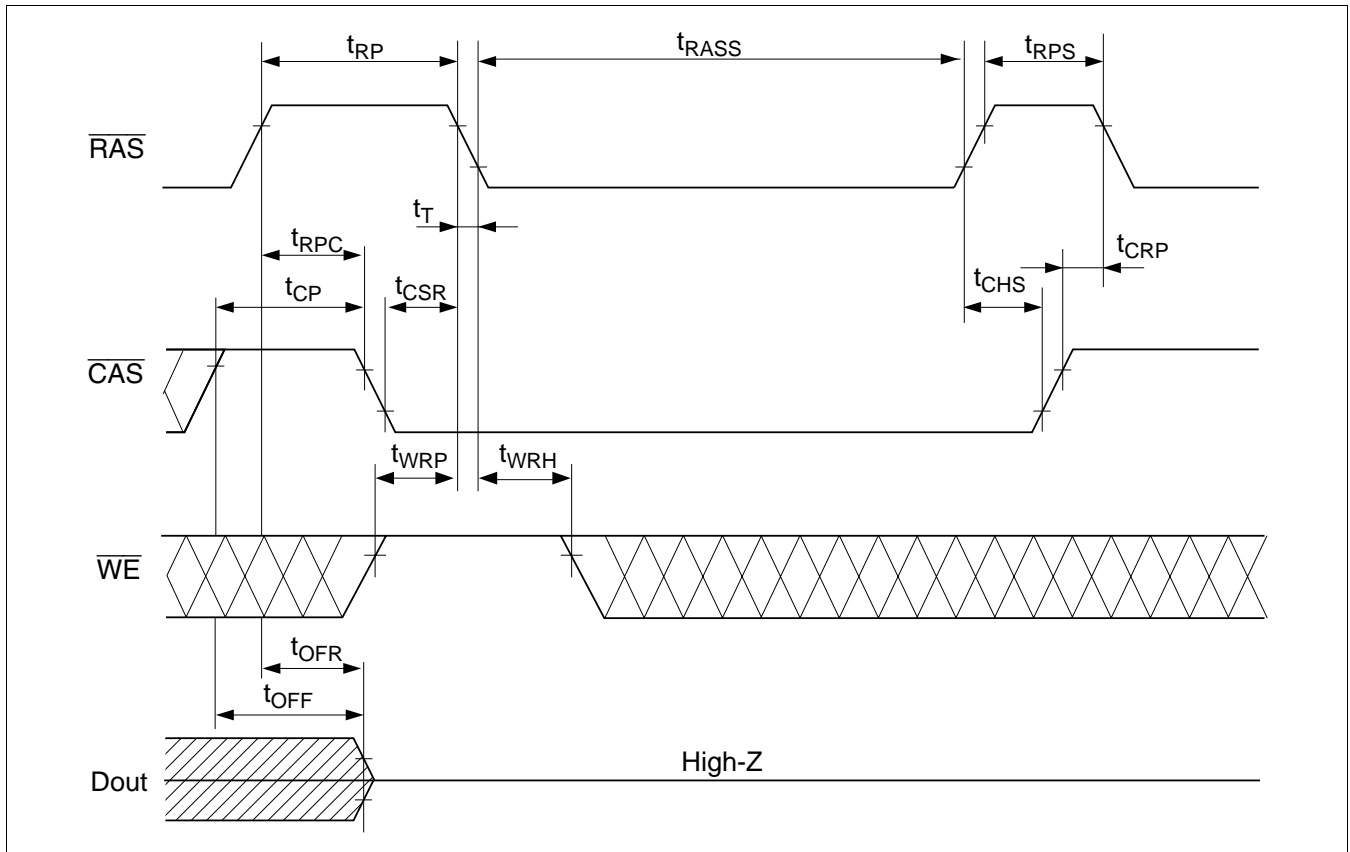 tRP
tRASS
tRPS
RAS
tT
tRPC
tCRP
tCP
tCSR
tCHS
CAS
tWRP
tWRH
WE
tOFR
tOFF
High-Z
Dout